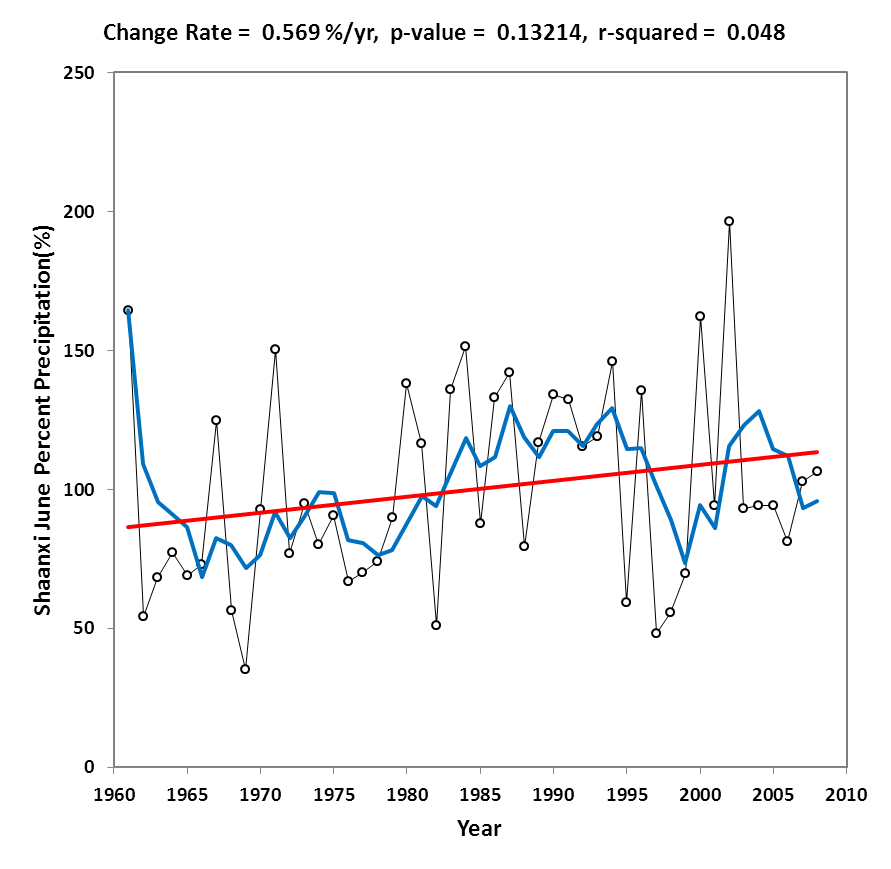 Change Rate = 0.569 %/yr, p-value = 0.13214, r-squared = 0.048
250
200
150
100
50
0
Shaanxi June Percent Precipitation(%)
1960 1965 1970 1975 1980 1985 1990 1995 2000 2005 2010
Year